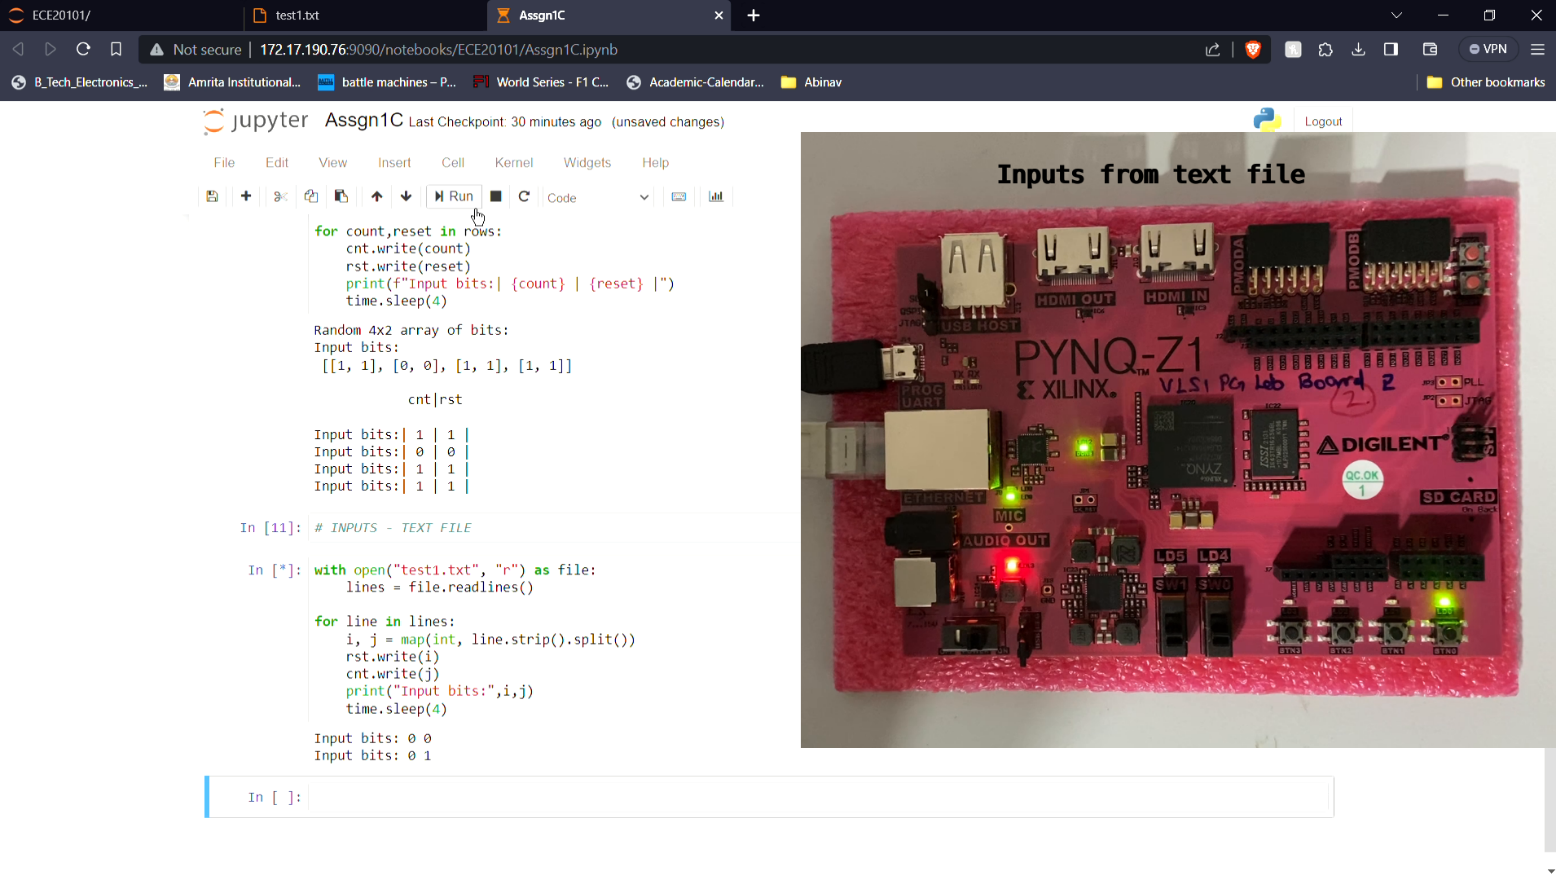 ECE20101/
test1.txt
Assgn1C
Not secure | 172.17.190.76:9090/notebooks/ECE20101/Assgn1C.ipynb
VPN
B_Tech_Electronics_...
Amrita Institutional...
battle machines – P...
World Series - F1 C...
Academic-Calendar...
Abinav
Other bookmarks
jupyter Assgn1C Last Checkpoint: 30 minutes ago (unsaved changes)
Logout
File Edit View Insert Cell Kernel Widgets Help
Run
Code
for count,reset in rows:
cnt.write(count)
rst.write(reset)
print(f"Input bits:| {count} | {reset} |")
time.sleep(4)
Random 4x2 array of bits:
Input bits:
[[1, 1], [0, 0], [1, 1], [1, 1]]
cnt|rst
Input bits:| 1 | 1 |
Input bits:| 0 | 0 |
Input bits:| 1 | 1 |
Input bits:| 1 | 1 |
In [11]: # INPUTS - TEXT FILE
In [*]: with open("test1.txt", "r") as file:
lines = file.readlines()
for line in lines:
i, j = map(int, line.strip().split())
rst.write(i)
cnt.write(j)
print("Input bits:",i,j)
time.sleep(4)
Input bits: 0 0
Input bits: 0 1
In [ ]:
Inputs from text file
PMODA
PMODB
HDMI OUT
HDMI IN
USB HOST
JTAG
PYNQ-Z1
XILINX
VLSI PG Lab Board 2
2
TX RX
PROG
UART
PLL
JTAG
SPI
ZYNQ
ISSI
DIGILENT
QC.OK
1
ETHERNET
MIC
SD CARD
On Back
AUDIO OUT
LD5
LD4
SW1
SW0
BTN3
BTN2
BTN1
BTN0